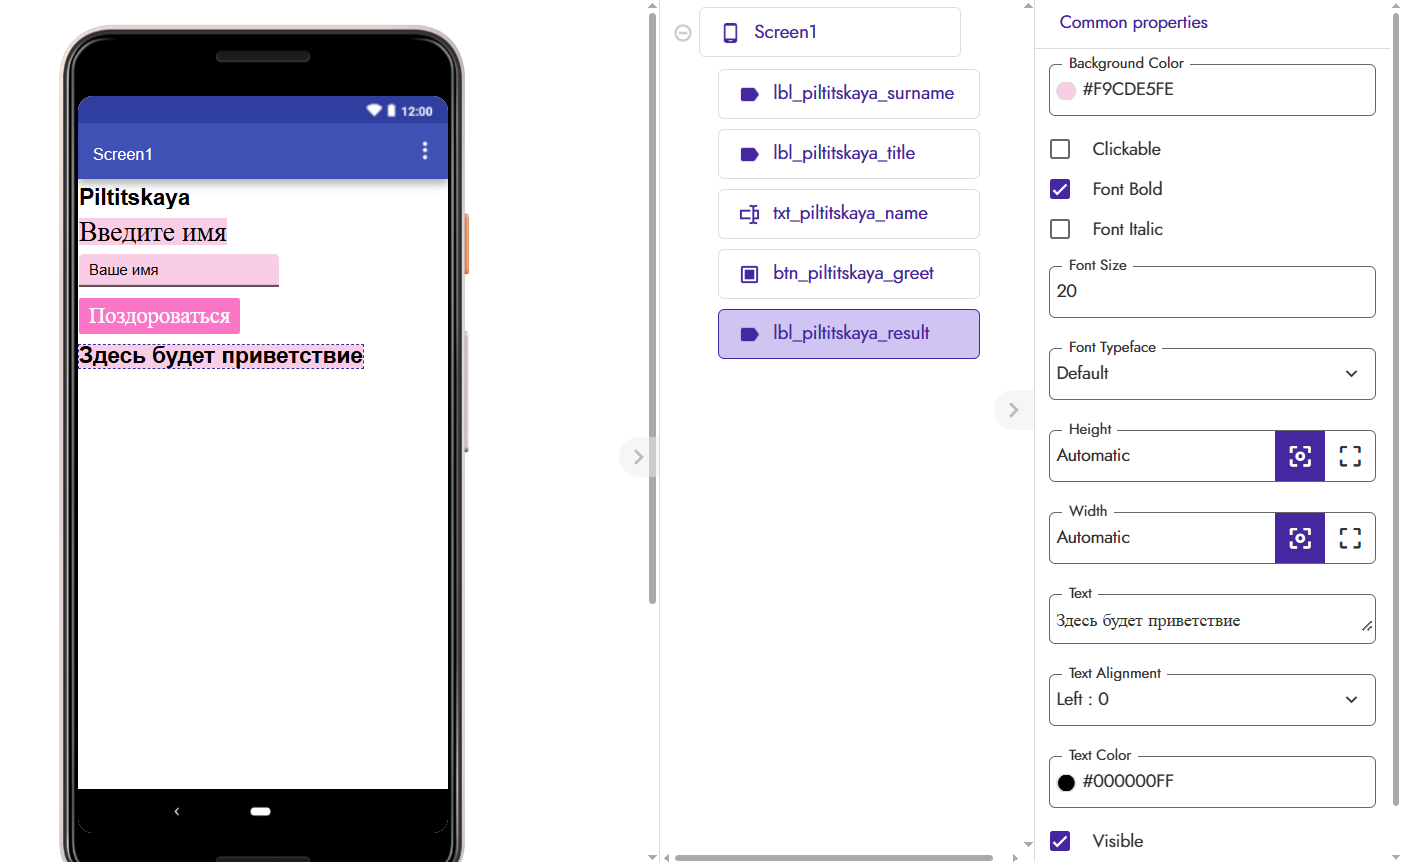 12:00
Screen1
Piltitskaya
Введите имя
Ваше имя
Поздороваться
Здесь будет приветствие
Screen1
lbl_piltitskaya_surname
lbl_piltitskaya_title
txt_piltitskaya_name
btn_piltitskaya_greet
lbl_piltitskaya_result
Common properties
Background Color
#F9CDE5FE
Clickable
Font Bold
Font Italic
Font Size
20
Font Typeface
Default
Height
Automatic
Width
Automatic
Text
Здесь будет приветствие
Text Alignment
Left : 0
Text Color
#000000FF
Visible